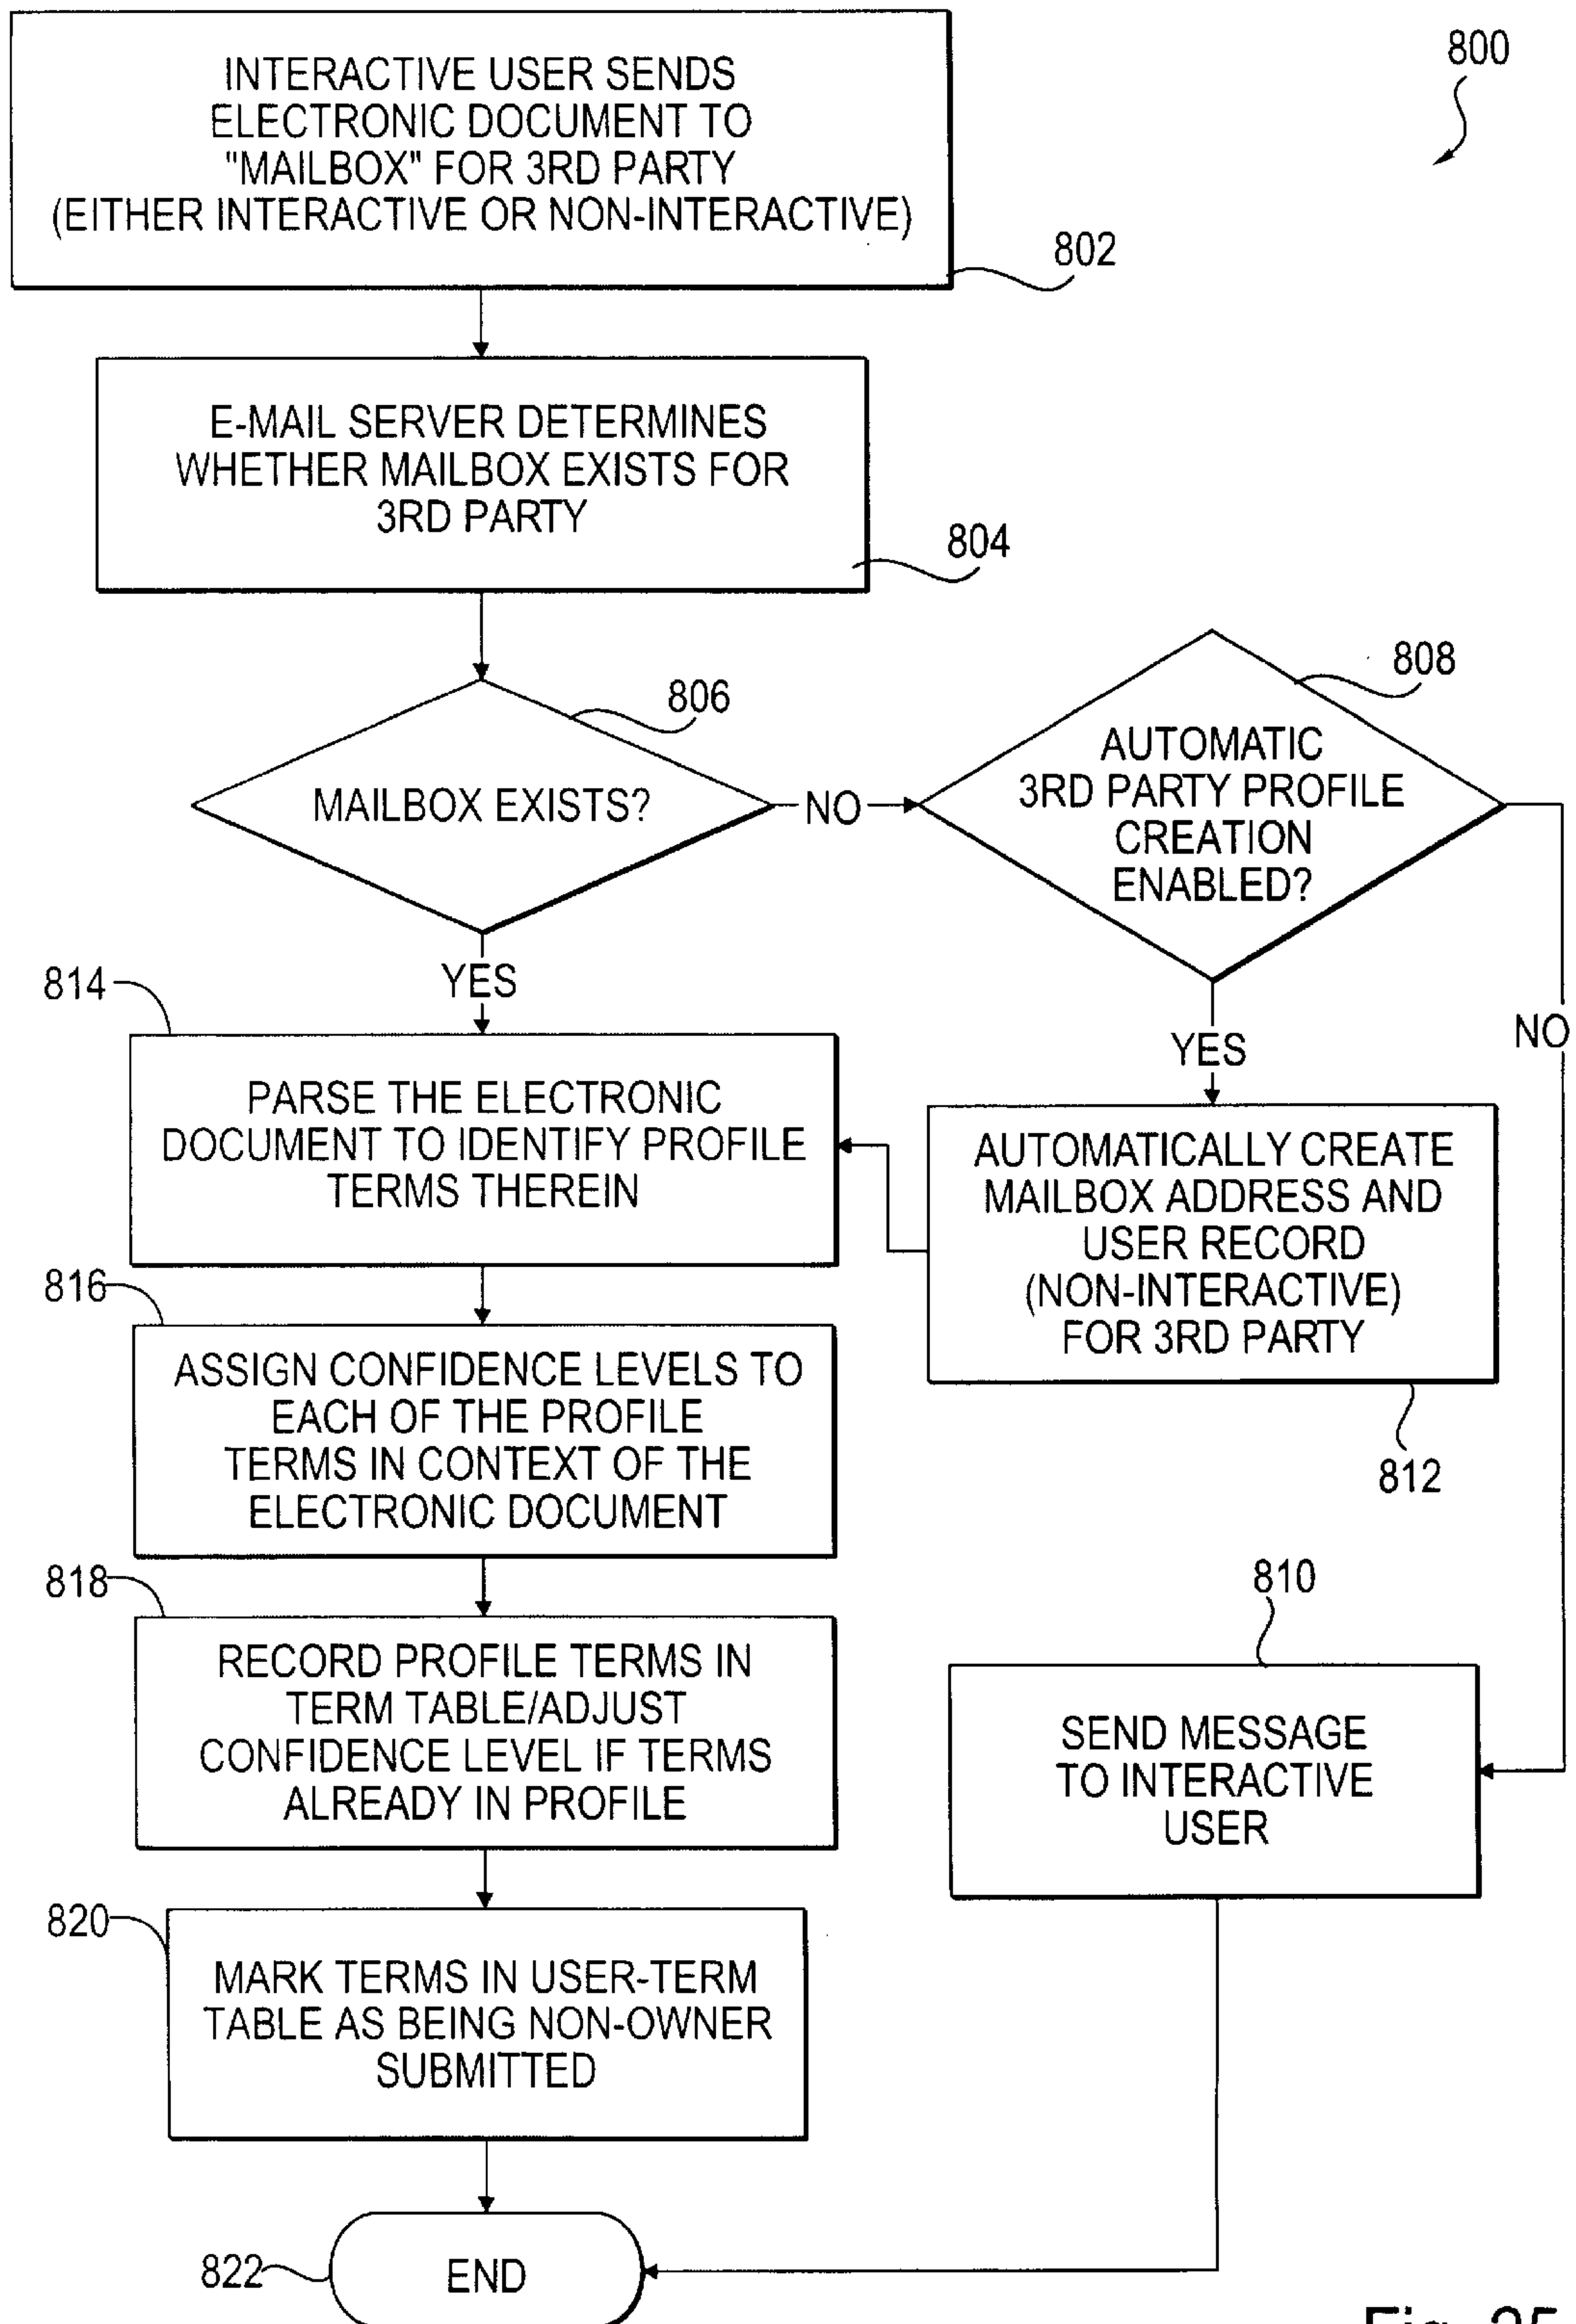 800
INTERACTIVE USER SENDS
ELECTRONIC DOCUMENT TO
"MAILBOX" FOR 3RD PARTY
(EITHER INTERACTIVE OR NON-INTERACTIVE)
802
E-MAIL SERVER DETERMINES
WHETHER MAILBOX EXISTS FOR
3RD PARTY
804
806
MAILBOX EXISTS?
NO
808
AUTOMATIC
3RD PARTY PROFILE
CREATION
ENABLED?
YES
YES
NO
814
PARSE THE ELECTRONIC
DOCUMENT TO IDENTIFY PROFILE
TERMS THEREIN
AUTOMATICALLY CREATE
MAILBOX ADDRESS AND
USER RECORD
(NON-INTERACTIVE)
FOR 3RD PARTY
812
816
ASSIGN CONFIDENCE LEVELS TO
EACH OF THE PROFILE
TERMS IN CONTEXT OF THE
ELECTRONIC DOCUMENT
818
RECORD PROFILE TERMS IN
TERM TABLE/ADJUST
CONFIDENCE LEVEL IF TERMS
ALREADY IN PROFILE
810
SEND MESSAGE
TO INTERACTIVE
USER
820
MARK TERMS IN USER-TERM
TABLE AS BEING NON-OWNER
SUBMITTED
822
END